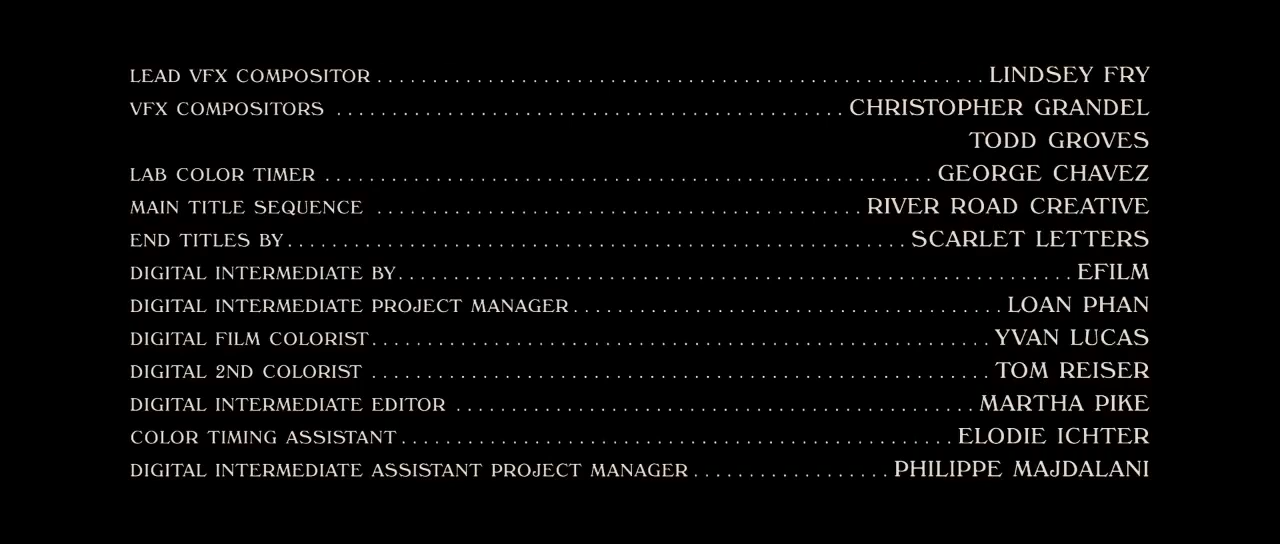 LEAD VFX COMPOSITOR . . . . . . . . . . . . . . . . . . . . LINDSEY FRY
VFX COMPOSITORS . . . . . . . . . . . . . . . . . . . . CHRISTOPHER GRANDEL
TODD GROVES
LAB COLOR TIMER . . . . . . . . . . . . . . . . . . . . GEORGE CHAVEZ
MAIN TITLE SEQUENCE . . . . . . . . . . . . . . . . . . . . RIVER ROAD CREATIVE
END TITLES BY . . . . . . . . . . . . . . . . . . . . SCARLET LETTERS
DIGITAL INTERMEDIATE BY . . . . . . . . . . . . . . . . . . . . EFILM
DIGITAL INTERMEDIATE PROJECT MANAGER . . . . . . . . . . . . . . . . . . . . LOAN PHAN
DIGITAL FILM COLORIST . . . . . . . . . . . . . . . . . . . . YVAN LUCAS
DIGITAL 2ND COLORIST . . . . . . . . . . . . . . . . . . . . TOM REISER
DIGITAL INTERMEDIATE EDITOR . . . . . . . . . . . . . . . . . . . . MARTHA PIKE
COLOR TIMING ASSISTANT . . . . . . . . . . . . . . . . . . . . ELODIE ICHTER
DIGITAL INTERMEDIATE ASSISTANT PROJECT MANAGER . . . . . . . . . . . . . . . . . . . . PHILIPPE MAJDALANI